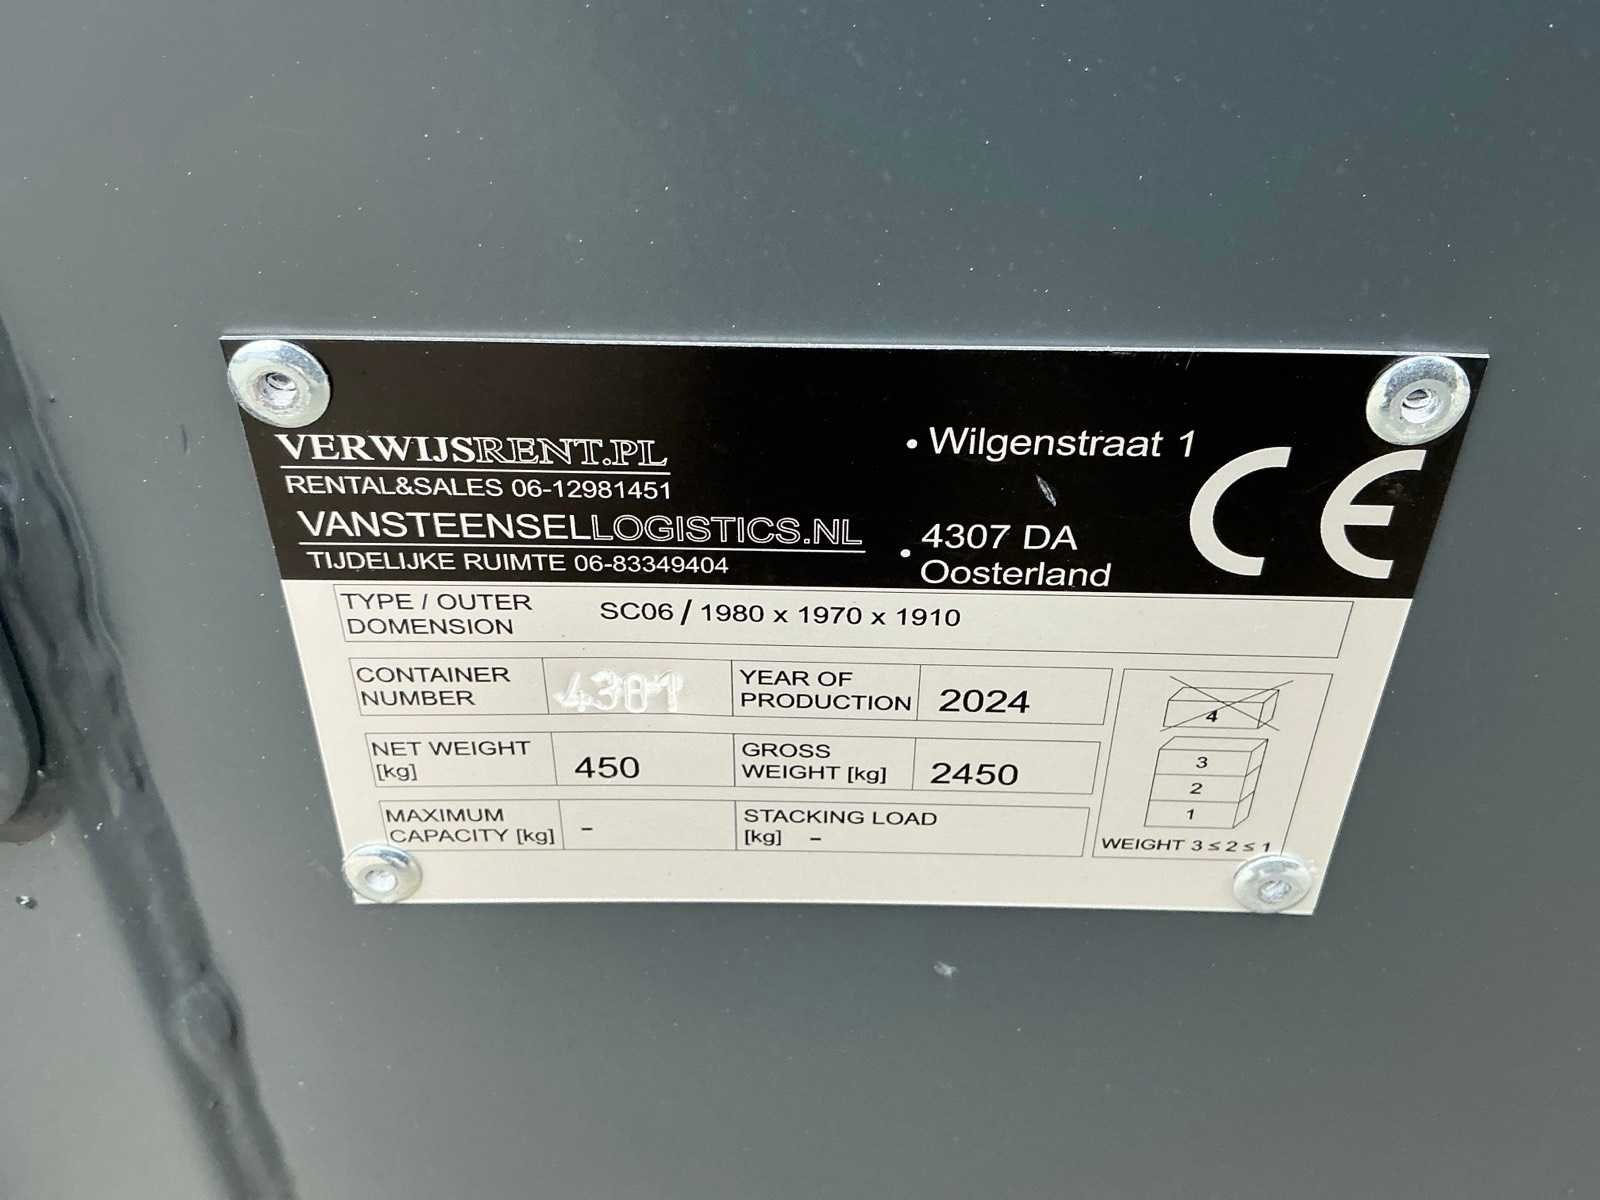 VERWIJSRENT.PL
RENTAL&SALES 06-12981451
VANSTEENSELLOGISTICS.NL
TIJDELIJKE RUIMTE 06-83349404
• Wilgenstraat 1
• 4307 DA
Oosterland
CE
TYPE / OUTER
DOMENSION
SC06 / 1980 x 1970 x 1910
CONTAINER
NUMBER
4301
YEAR OF
PRODUCTION
2024
NET WEIGHT
[kg]
450
GROSS
WEIGHT [kg]
2450
MAXIMUM
CAPACITY [kg]
-
STACKING LOAD
[kg] -
4
3
2
1
WEIGHT 3 ≤ 2 ≤ 1